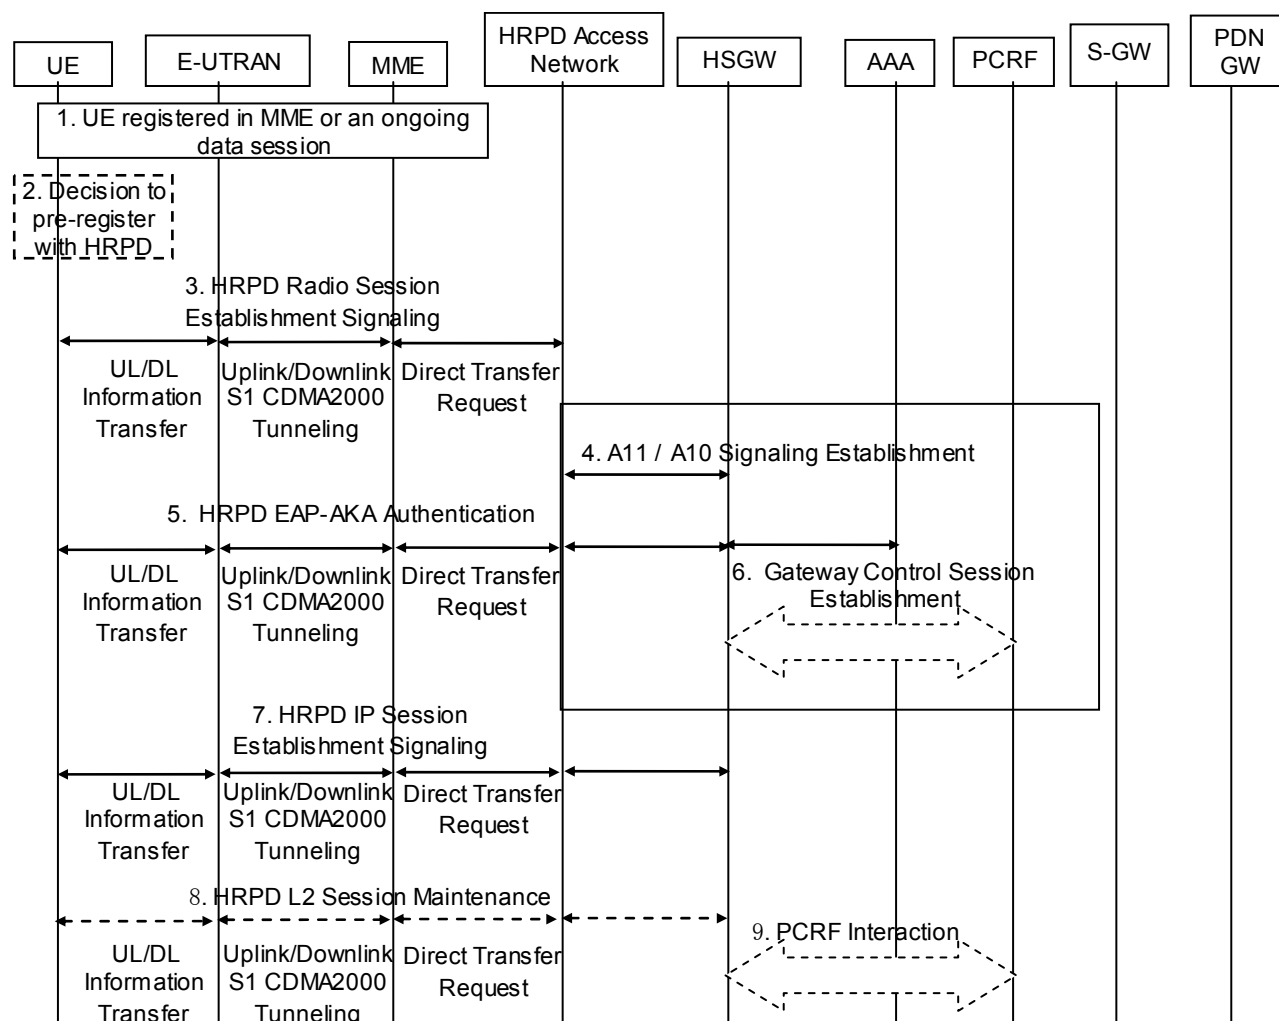 UE
E-UTRAN
MME
HRPD Access
Network
HSGW
AAA
PCRF
S-GW
PDN
GW
1. UE registered in MME or an ongoing
data session
2. Decision to
pre-register
with HRPD
3. HRPD Radio Session
Establishment Signaling
UL/DL
Information
Transfer
Uplink/Downlink
S1 CDMA2000
Tunneling
Direct Transfer
Request
4. A11 / A10 Signaling Establishment
5. HRPD EAP-AKA Authentication
UL/DL
Information
Transfer
Uplink/Downlink
S1 CDMA2000
Tunneling
Direct Transfer
Request
6. Gateway Control Session
Establishment
7. HRPD IP Session
Establishment Signaling
UL/DL
Information
Transfer
Uplink/Downlink
S1 CDMA2000
Tunneling
Direct Transfer
Request
8. HRPD L2 Session Maintenance
UL/DL
Information
Transfer
Uplink/Downlink
S1 CDMA2000
Tunneling
Direct Transfer
Request
9. PCRF Interaction